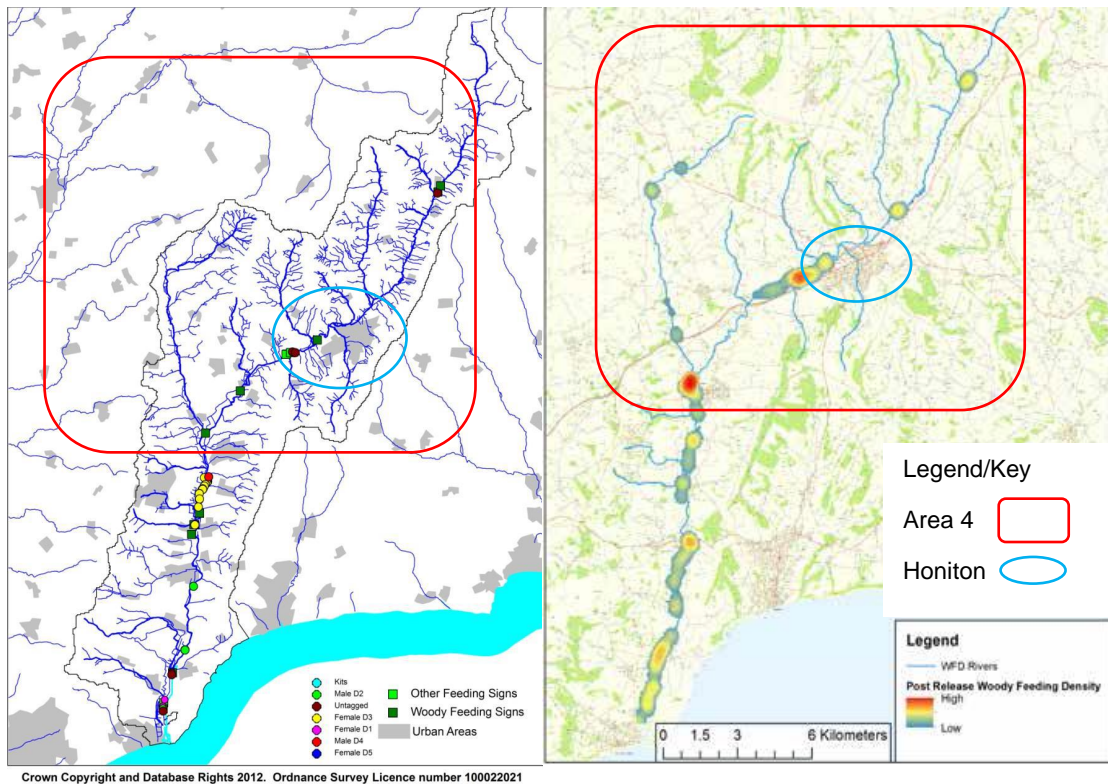 Kits
Male D2
Untagged
Female D3
Female D1
Male D4
Female D5
Other Feeding Signs
Woody Feeding Signs
Urban Areas
Crown Copyright and Database Rights 2012. Ordnance Survey Licence number 100022021
Legend/Key
Area 4
Honiton
0 1.5 3 6 Kilometers
Legend
WFD Rivers
Post Release Woody Feeding Density
High
Low